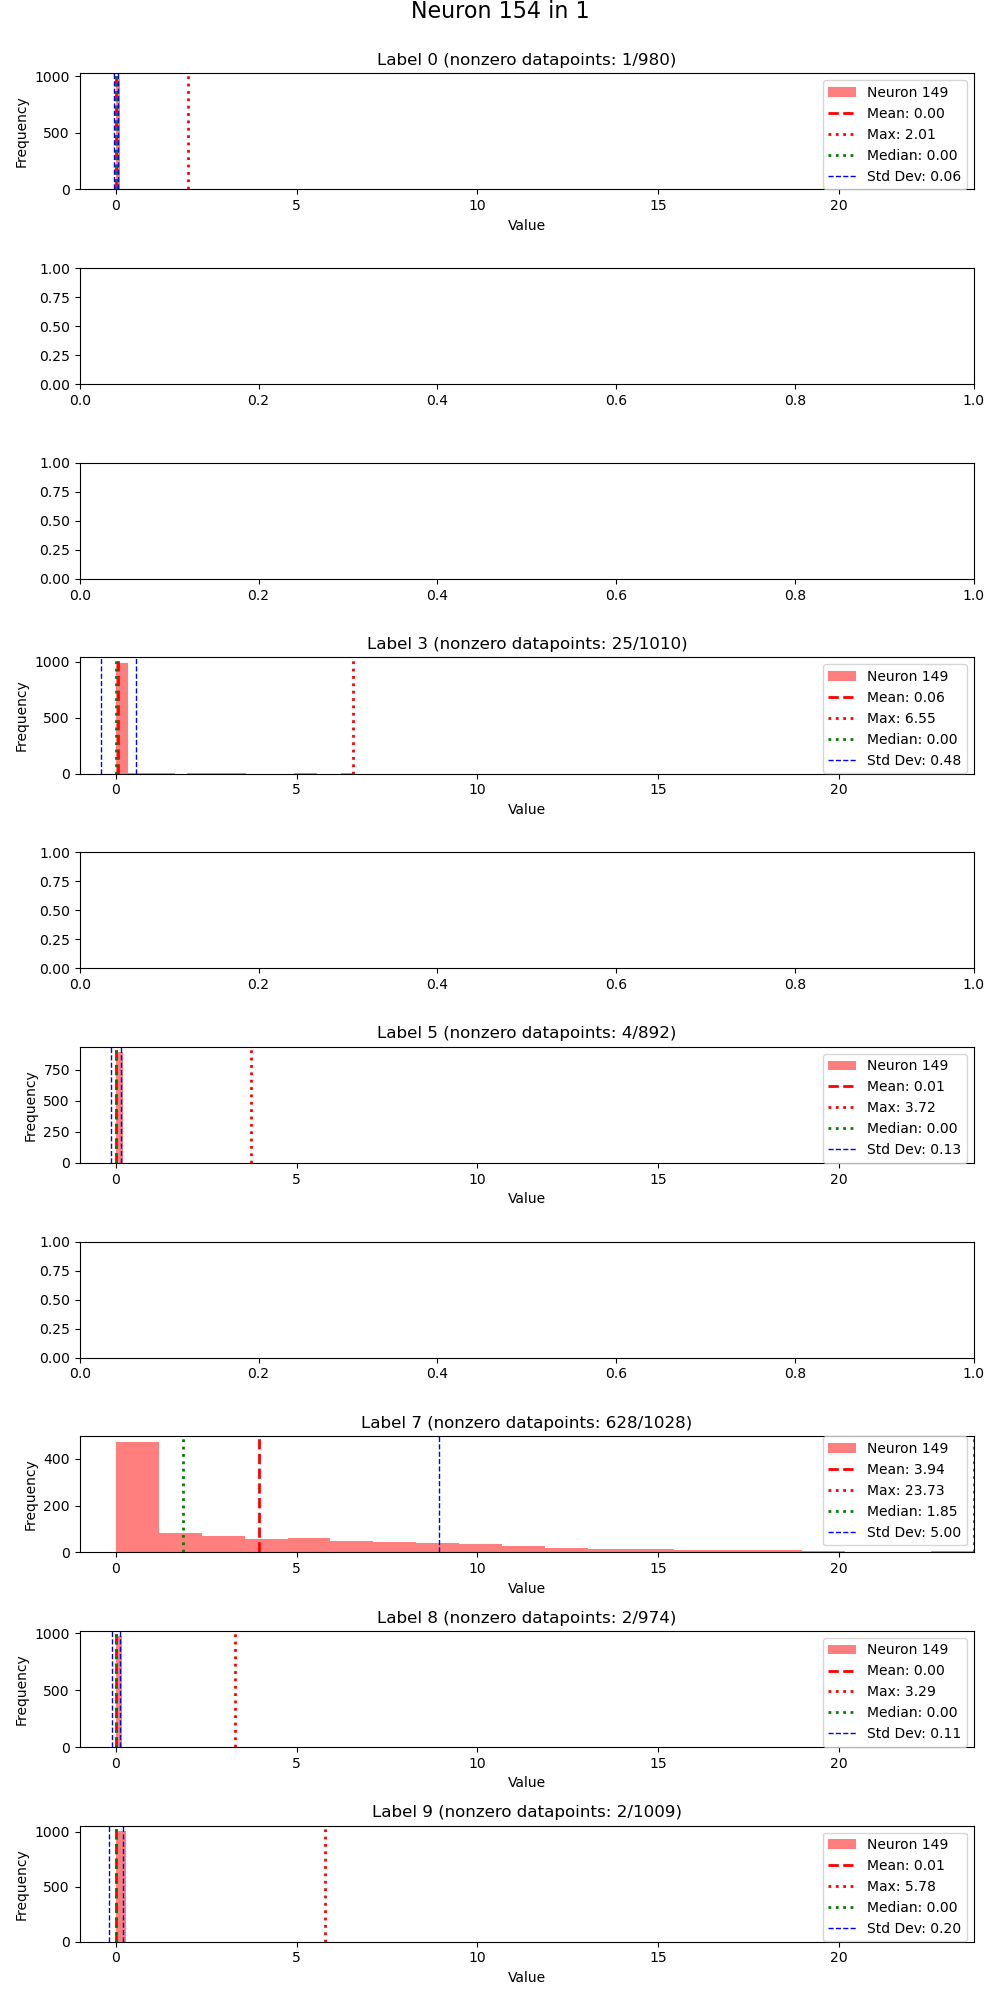 Neuron 154 in 1
Label 0 (nonzero datapoints: 1/980)
1000
500
0
Frequency
Neuron 149
Mean: 0.00
Max: 2.01
Median: 0.00
Std Dev: 0.06
0 5 10 15 20
Value
1.00
0.75
0.50
0.25
0.00
0.0 0.2 0.4 0.6 0.8 1.0
1.00
0.75
0.50
0.25
0.00
0.0 0.2 0.4 0.6 0.8 1.0
Label 3 (nonzero datapoints: 25/1010)
1000
500
0
Frequency
Neuron 149
Mean: 0.06
Max: 6.55
Median: 0.00
Std Dev: 0.48
0 5 10 15 20
Value
1.00
0.75
0.50
0.25
0.00
0.0 0.2 0.4 0.6 0.8 1.0
Label 5 (nonzero datapoints: 4/892)
750
500
250
0
Frequency
Neuron 149
Mean: 0.01
Max: 3.72
Median: 0.00
Std Dev: 0.13
0 5 10 15 20
Value
1.00
0.75
0.50
0.25
0.00
0.0 0.2 0.4 0.6 0.8 1.0
Label 7 (nonzero datapoints: 628/1028)
400
200
0
Frequency
Neuron 149
Mean: 3.94
Max: 23.73
Median: 1.85
Std Dev: 5.00
0 5 10 15 20
Value
Label 8 (nonzero datapoints: 2/974)
1000
500
0
Frequency
Neuron 149
Mean: 0.00
Max: 3.29
Median: 0.00
Std Dev: 0.11
0 5 10 15 20
Value
Label 9 (nonzero datapoints: 2/1009)
1000
500
0
Frequency
Neuron 149
Mean: 0.01
Max: 5.78
Median: 0.00
Std Dev: 0.20
0 5 10 15 20
Value